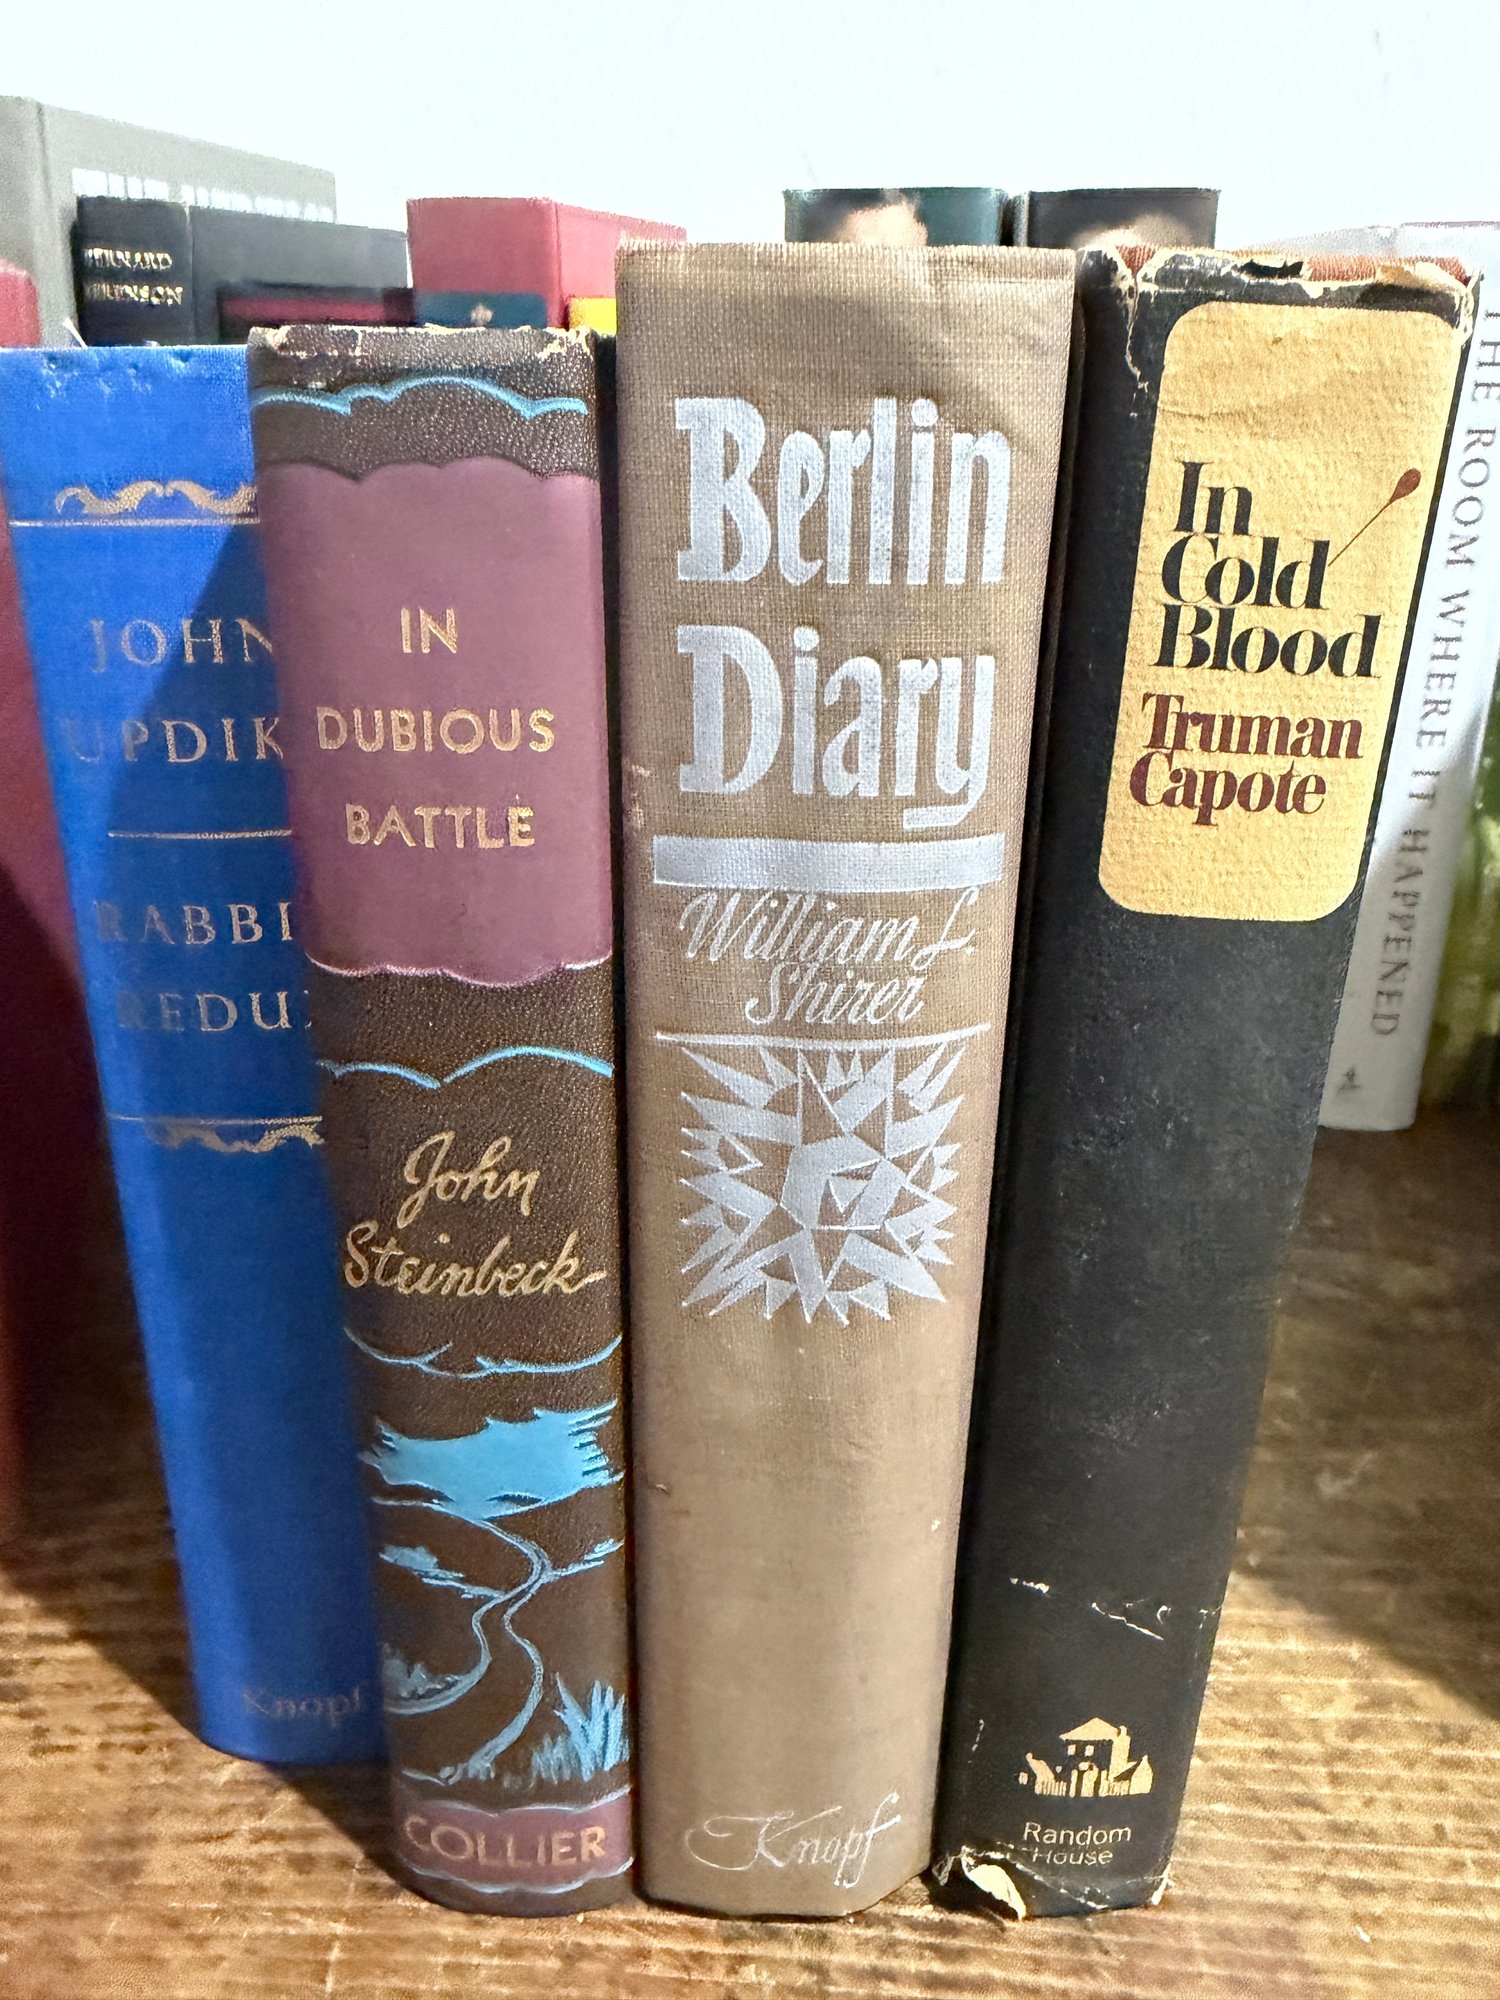 BERNARD
JOHN
UPDIK
RABBI
REDU
Knopf
IN
DUBIOUS
BATTLE
John
Steinbeck
COLLIER
Berlin
Diary
William L.
Shirer
Knopf
In
Cold
Blood
Truman
Capote
Random
House
THE ROOM WHERE IT HAPPENED